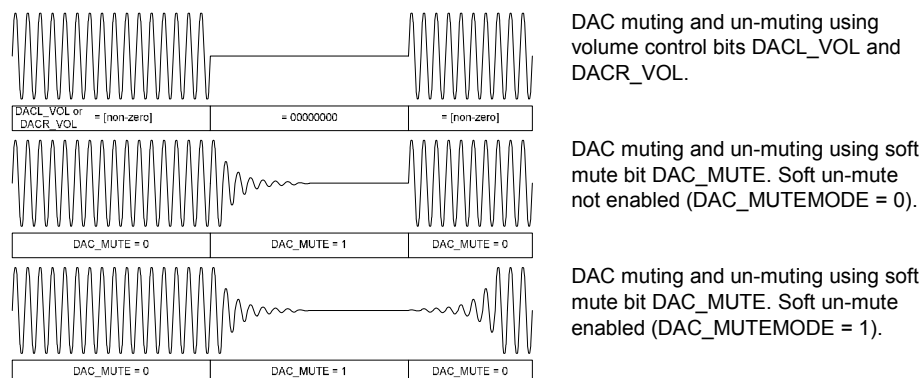 DAC muting and un-muting using
volume control bits DACL_VOL and
DACR_VOL.
DACL_VOL or
DACR_VOL
= [non-zero]
= 00000000
= [non-zero]
DAC muting and un-muting using soft
mute bit DAC_MUTE. Soft un-mute
not enabled (DAC_MUTEMODE = 0).
DAC_MUTE = 0
DAC_MUTE = 1
DAC_MUTE = 0
DAC muting and un-muting using soft
mute bit DAC_MUTE. Soft un-mute
enabled (DAC_MUTEMODE = 1).
DAC_MUTE = 0
DAC_MUTE = 1
DAC_MUTE = 0